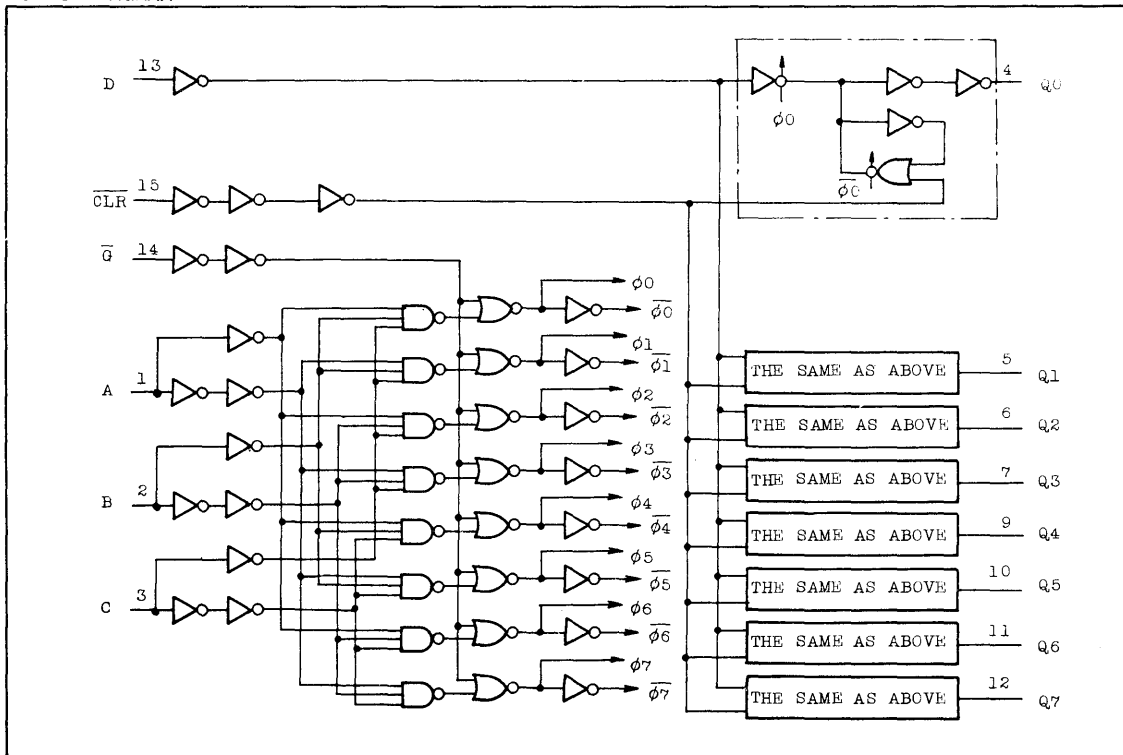 D 13
4 Q0
φ0
φ0
CLR 15
G 14
φ0
φ0
φ1
φ1
A 1
φ2
φ2
φ3
φ3
B 2
φ4
φ4
φ5
φ5
C 3
φ6
φ6
φ7
φ7
THE SAME AS ABOVE 5 Q1
THE SAME AS ABOVE 6 Q2
THE SAME AS ABOVE 7 Q3
THE SAME AS ABOVE 9 Q4
THE SAME AS ABOVE 10 Q5
THE SAME AS ABOVE 11 Q6
THE SAME AS ABOVE 12 Q7